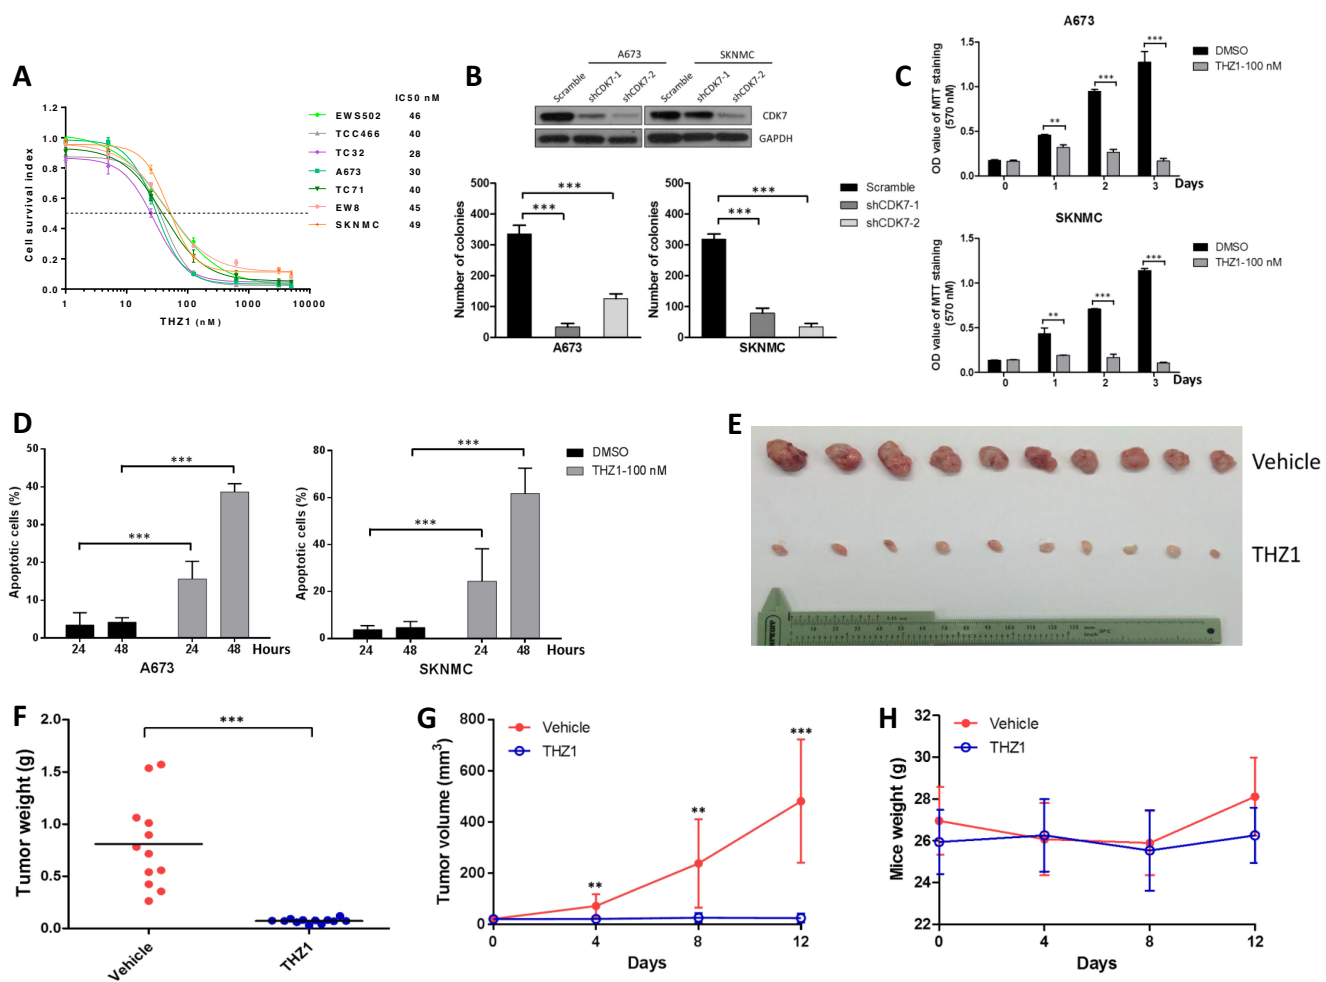 A
IC50 nM
1.2
1.0
0.8
0.6
0.4
0.2
0.0
Cell survival index
1 10 100 1000 10000
THZ1 (nM)
EWS502 46
TCC466 40
TC32 28
A673 30
TC71 40
EW8 45
SKNMC 49
B
A673 SKNMC
Scramble shCDK7-1 shCDK7-2 Scramble shCDK7-1 shCDK7-2
CDK7
GAPDH
Number of colonies
500
400
300
200
100
0
***
***
A673
Number of colonies
500
400
300
200
100
0
***
***
SKNMC
Scramble
shCDK7-1
shCDK7-2
C
A673
OD value of MTT staining
(570 nM)
1.5
1.0
0.5
0.0
** *** ***
0 1 2 3 Days
DMSO
THZ1-100 nM
SKNMC
OD value of MTT staining
(570 nM)
1.5
1.0
0.5
0.0
** *** ***
0 1 2 3 Days
DMSO
THZ1-100 nM
D
Apoptotic cells (%)
50
40
30
20
10
0
***
***
24 48 24 48 Hours
A673
Apoptotic cells (%)
80
60
40
20
0
***
***
24 48 24 48 Hours
SKNMC
DMSO
THZ1-100 nM
E
Vehicle
THZ1
F
Tumor weight (g)
2.0
1.5
1.0
0.5
0.0
***
Vehicle THZ1
G
Tumor volume (mm³)
800
600
400
200
0
Vehicle
THZ1
** ** ***
0 4 8 12
Days
H
Mice weight (g)
32
30
28
26
24
22
Vehicle
THZ1
0 4 8 12
Days